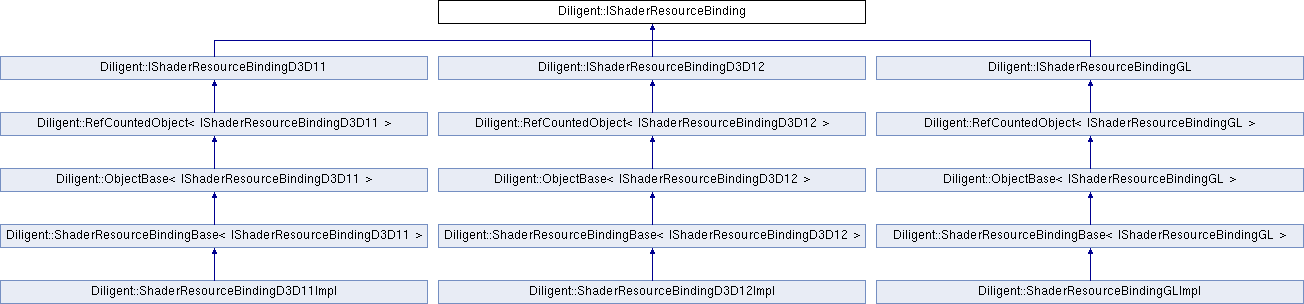 Diligent::IShaderResourceBinding
Diligent::IShaderResourceBindingD3D11
Diligent::IShaderResourceBindingD3D12
Diligent::IShaderResourceBindingGL
Diligent::RefCountedObject< IShaderResourceBindingD3D11 >
Diligent::RefCountedObject< IShaderResourceBindingD3D12 >
Diligent::RefCountedObject< IShaderResourceBindingGL >
Diligent::ObjectBase< IShaderResourceBindingD3D11 >
Diligent::ObjectBase< IShaderResourceBindingD3D12 >
Diligent::ObjectBase< IShaderResourceBindingGL >
Diligent::ShaderResourceBindingBase< IShaderResourceBindingD3D11 >
Diligent::ShaderResourceBindingBase< IShaderResourceBindingD3D12 >
Diligent::ShaderResourceBindingBase< IShaderResourceBindingGL >
Diligent::ShaderResourceBindingD3D11Impl
Diligent::ShaderResourceBindingD3D12Impl
Diligent::ShaderResourceBindingGLImpl